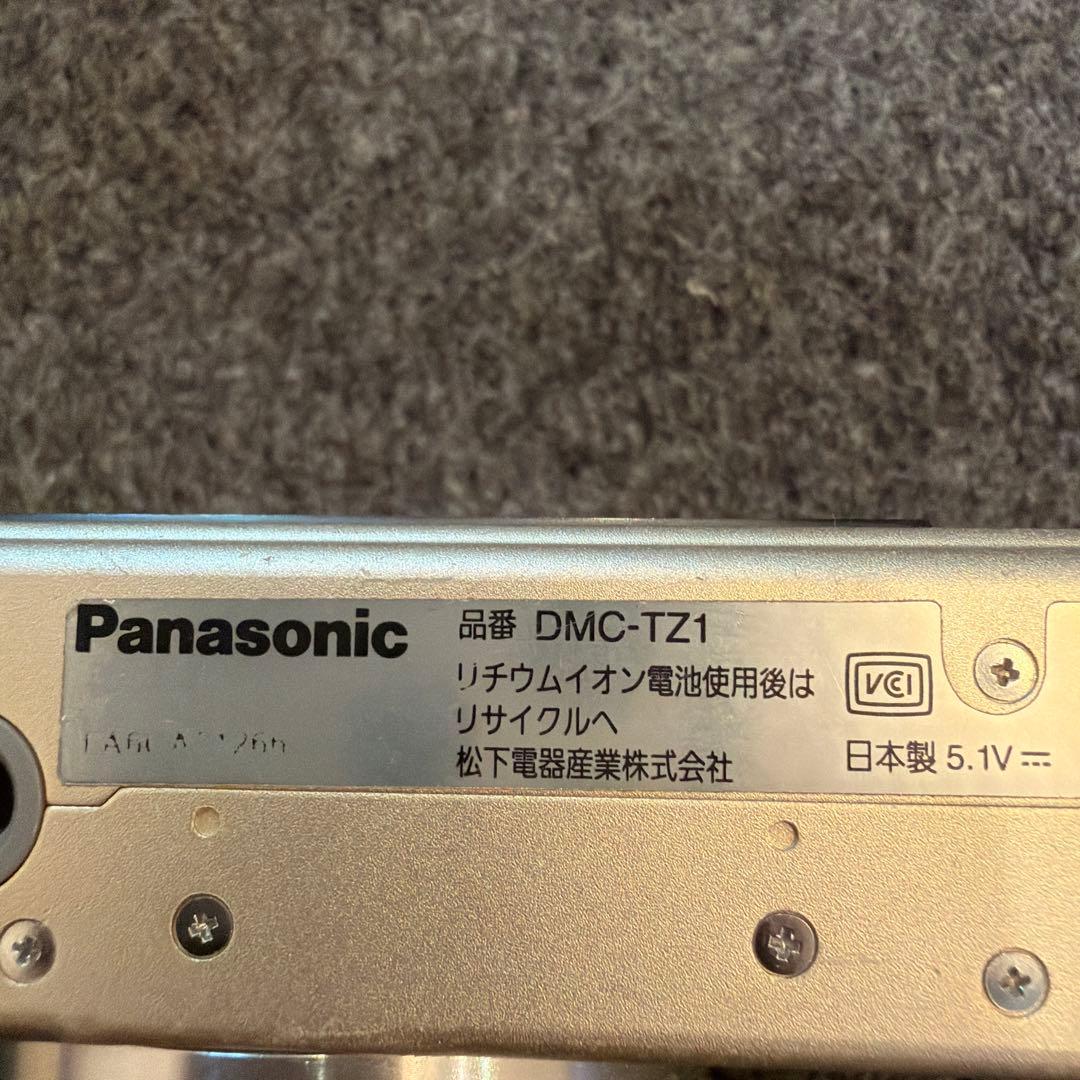 Panasonic
品番 DMC-TZ1
リチウムイオン電池使用後は
リサイクルへ
松下電器産業株式会社
VCI
日本製 5.1V ⎓